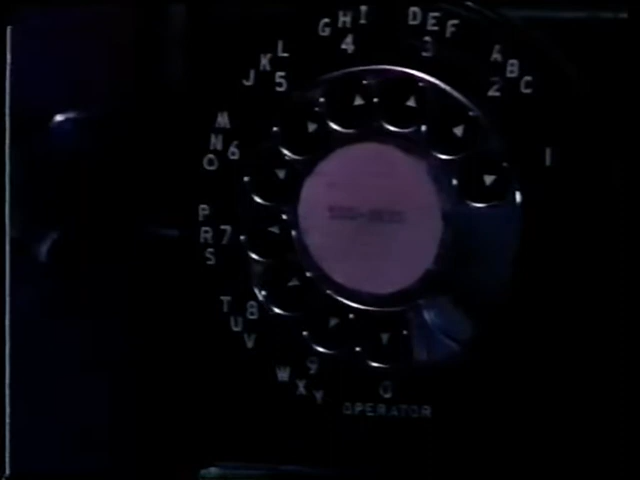 1
ABC 2
DEF 3
GHI 4
JKL 5
MNO 6
PRS 7
TUV 8
WXY 9
0
OPERATOR